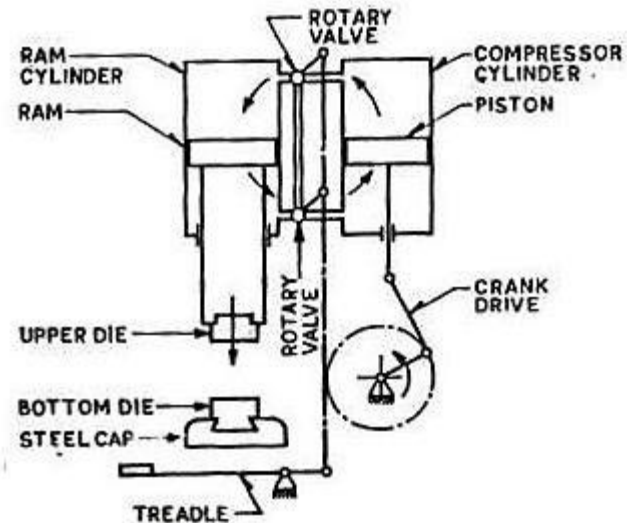 ROTARY
VALVE
RAM
CYLINDER
COMPRESSOR
CYLINDER
RAM
PISTON
CRANK
DRIVE
ROTARY
VALVE
UPPER DIE
BOTTOM DIE
STEEL CAP
TREADLE